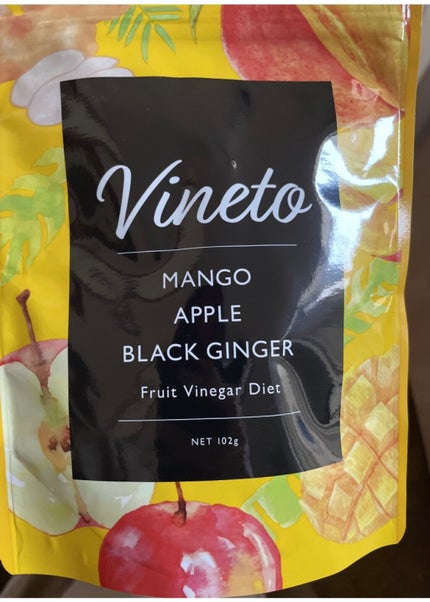 Vineto
MANGO
APPLE
BLACK GINGER
Fruit Vinegar Diet
NET 102g